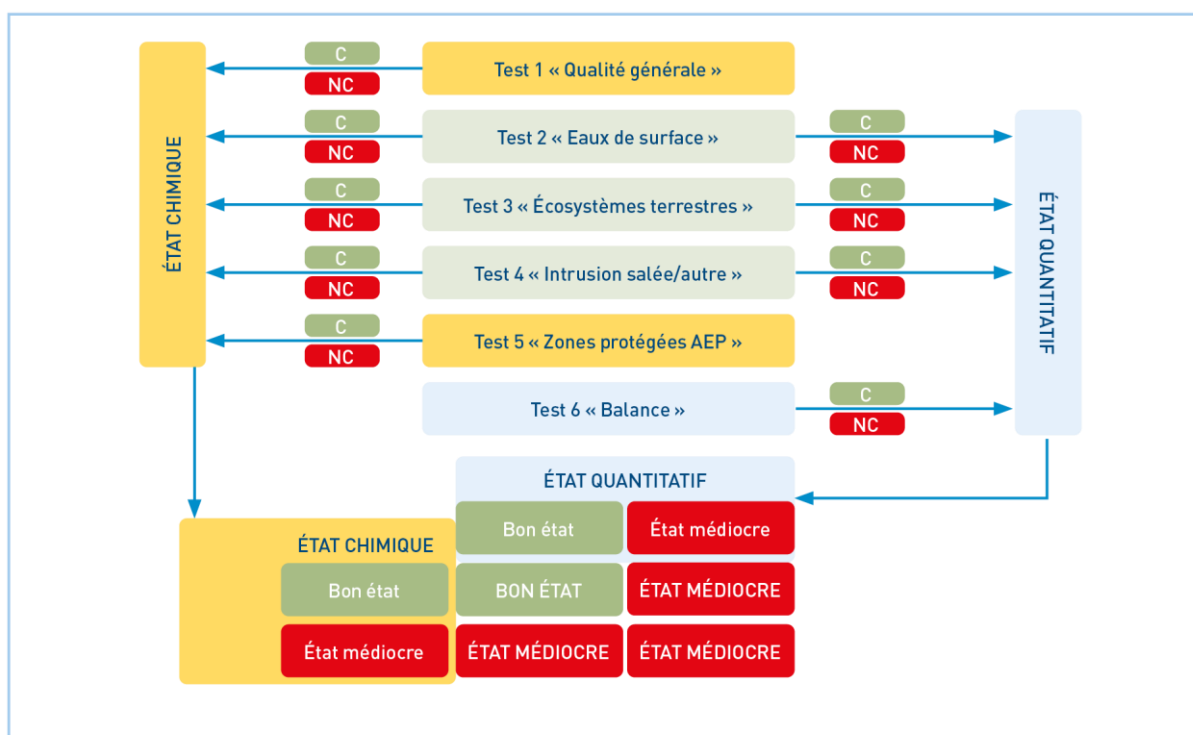 ÉTAT CHIMIQUE
C
NC
Test 1 « Qualité générale »
C
NC
Test 2 « Eaux de surface »
C
NC
C
NC
Test 3 « Écosystèmes terrestres »
C
NC
C
NC
Test 4 « Intrusion salée/autre »
C
NC
C
NC
Test 5 « Zones protégées AEP »
Test 6 « Balance »
C
NC
ÉTAT QUANTITATIF
ÉTAT QUANTITATIF
Bon état
État médiocre
ÉTAT CHIMIQUE
Bon état
BON ÉTAT
ÉTAT MÉDIOCRE
État médiocre
ÉTAT MÉDIOCRE
ÉTAT MÉDIOCRE